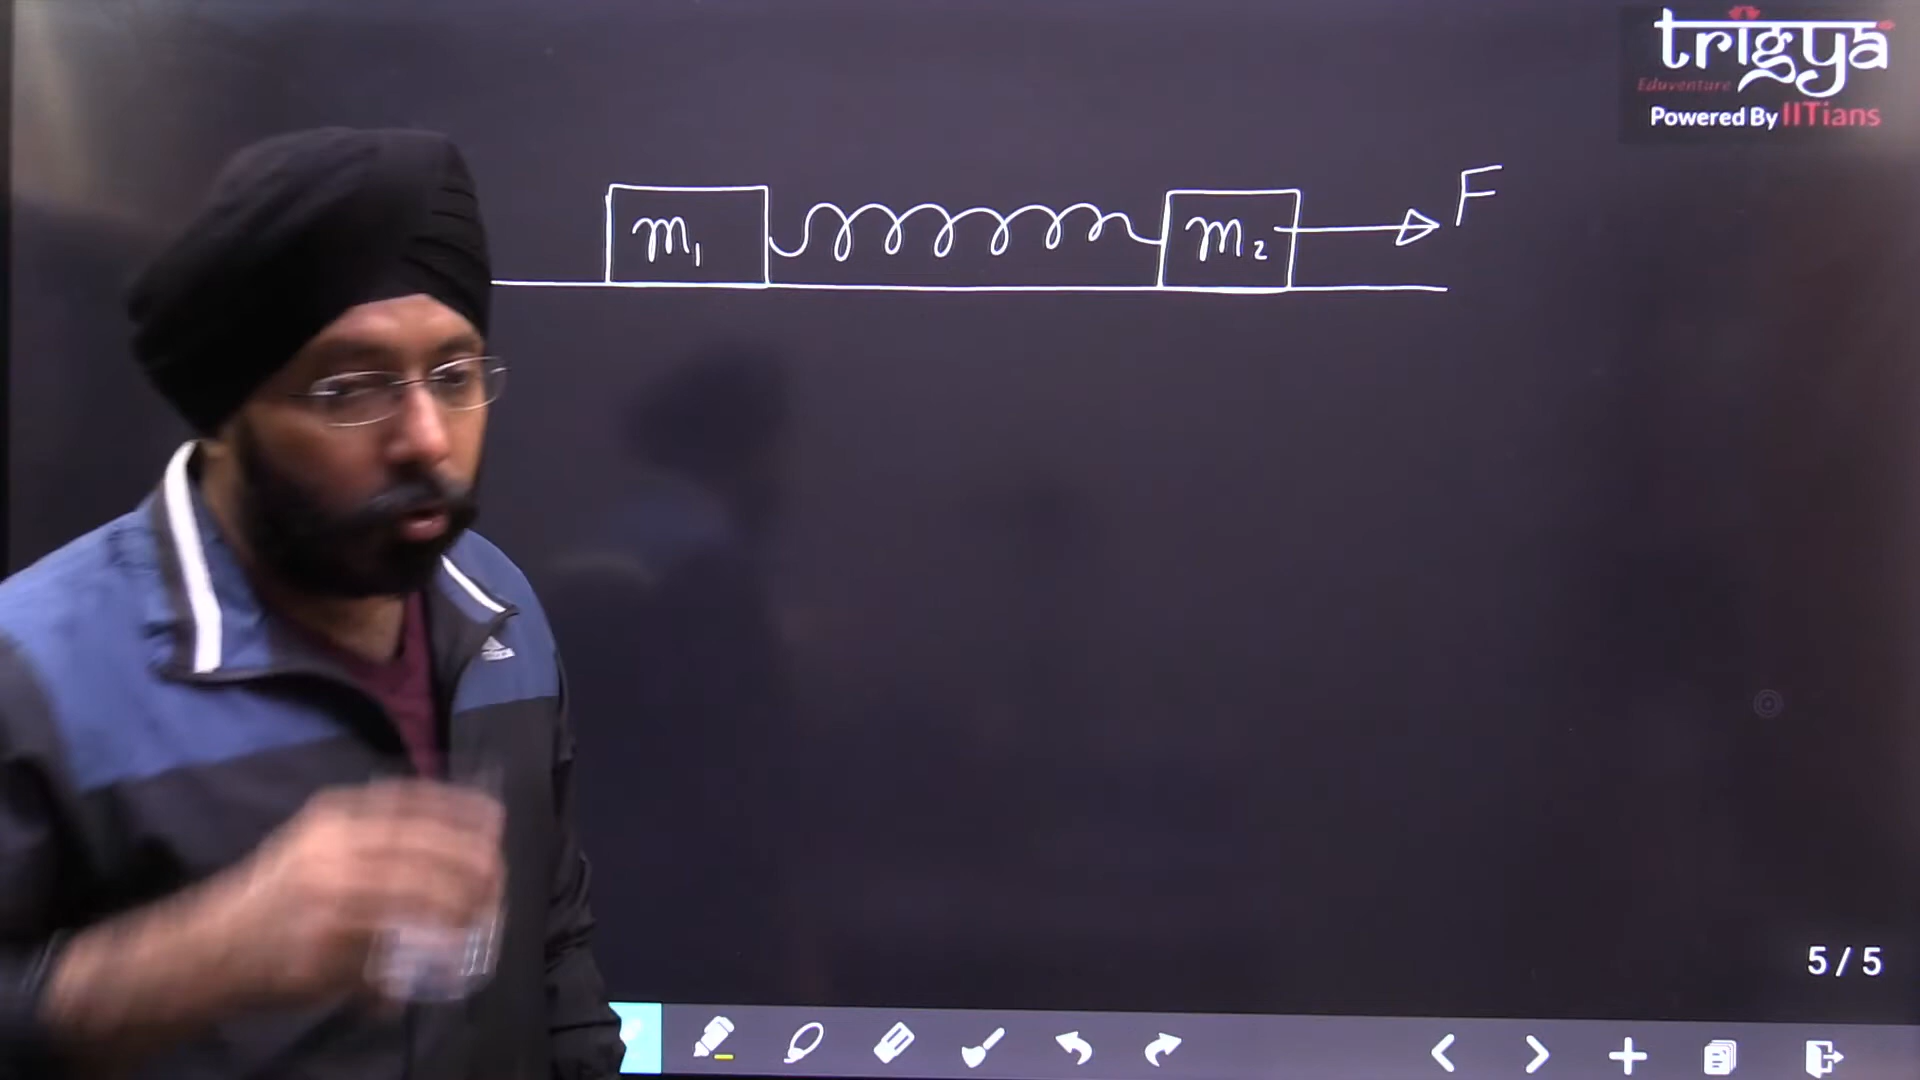 trigya
Eduventure
Powered By IITians
F
m₁ m₂
5 / 5